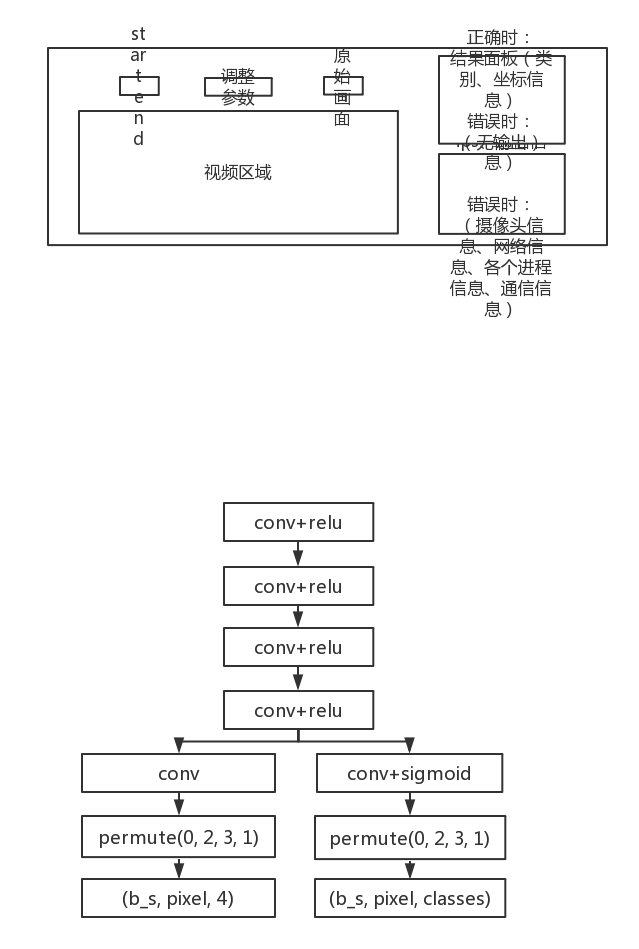 st
ar
t
e
n
d
调整
参数
原
始
画
面
视频区域
正确时：
结果面板（类
别、坐标信
息）
错误时：
（无输出）
息）
错误时：
（摄像头信
息、网络信
息、各个进程
信息、通信信
息）
conv+relu
conv+relu
conv+relu
conv+relu
conv
conv+sigmoid
permute(0, 2, 3, 1)
permute(0, 2, 3, 1)
(b_s, pixel, 4)
(b_s, pixel, classes)